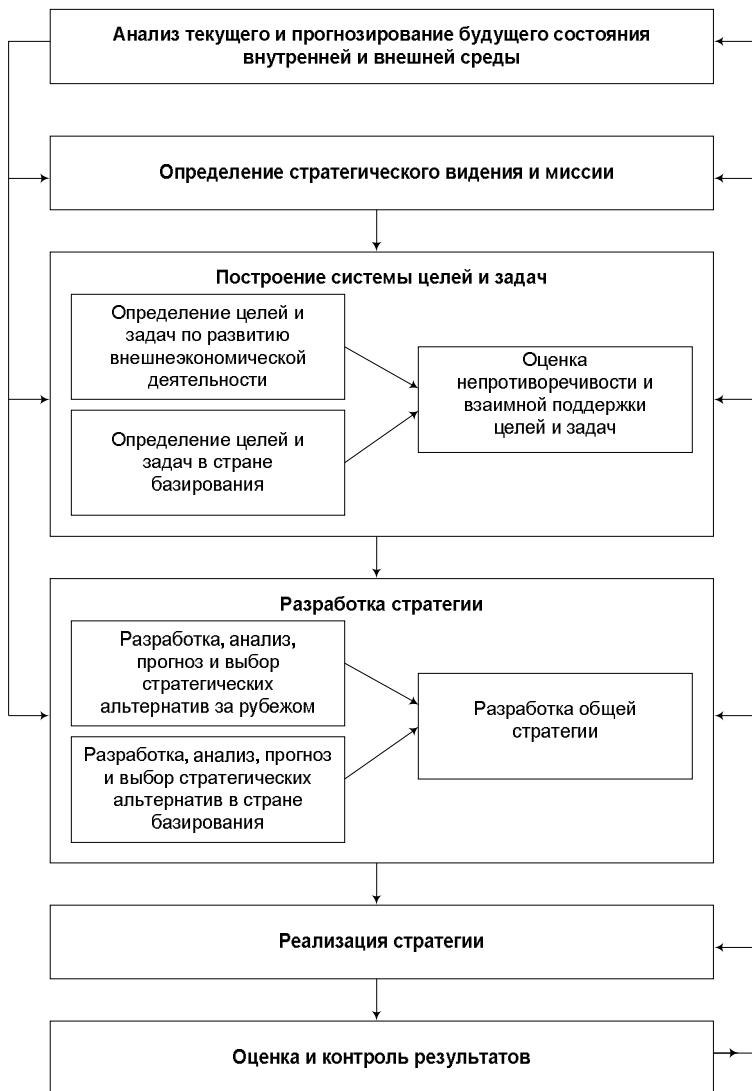 Анализ текущего и прогнозирование будущего состояния
внутренней и внешней среды
Определение стратегического видения и миссии
Построение системы целей и задач
Определение целей и
задач по развитию
внешнеэкономической
деятельности
Определение целей и
задач в стране
базирования
Оценка
непротиворечивости и
взаимной поддержки
целей и задач
Разработка стратегии
Разработка, анализ,
прогноз и выбор
стратегических
альтернатив за рубежом
Разработка, анализ, прогноз
и выбор стратегических
альтернатив в стране
базирования
Разработка общей
стратегии
Реализация стратегии
Оценка и контроль результатов